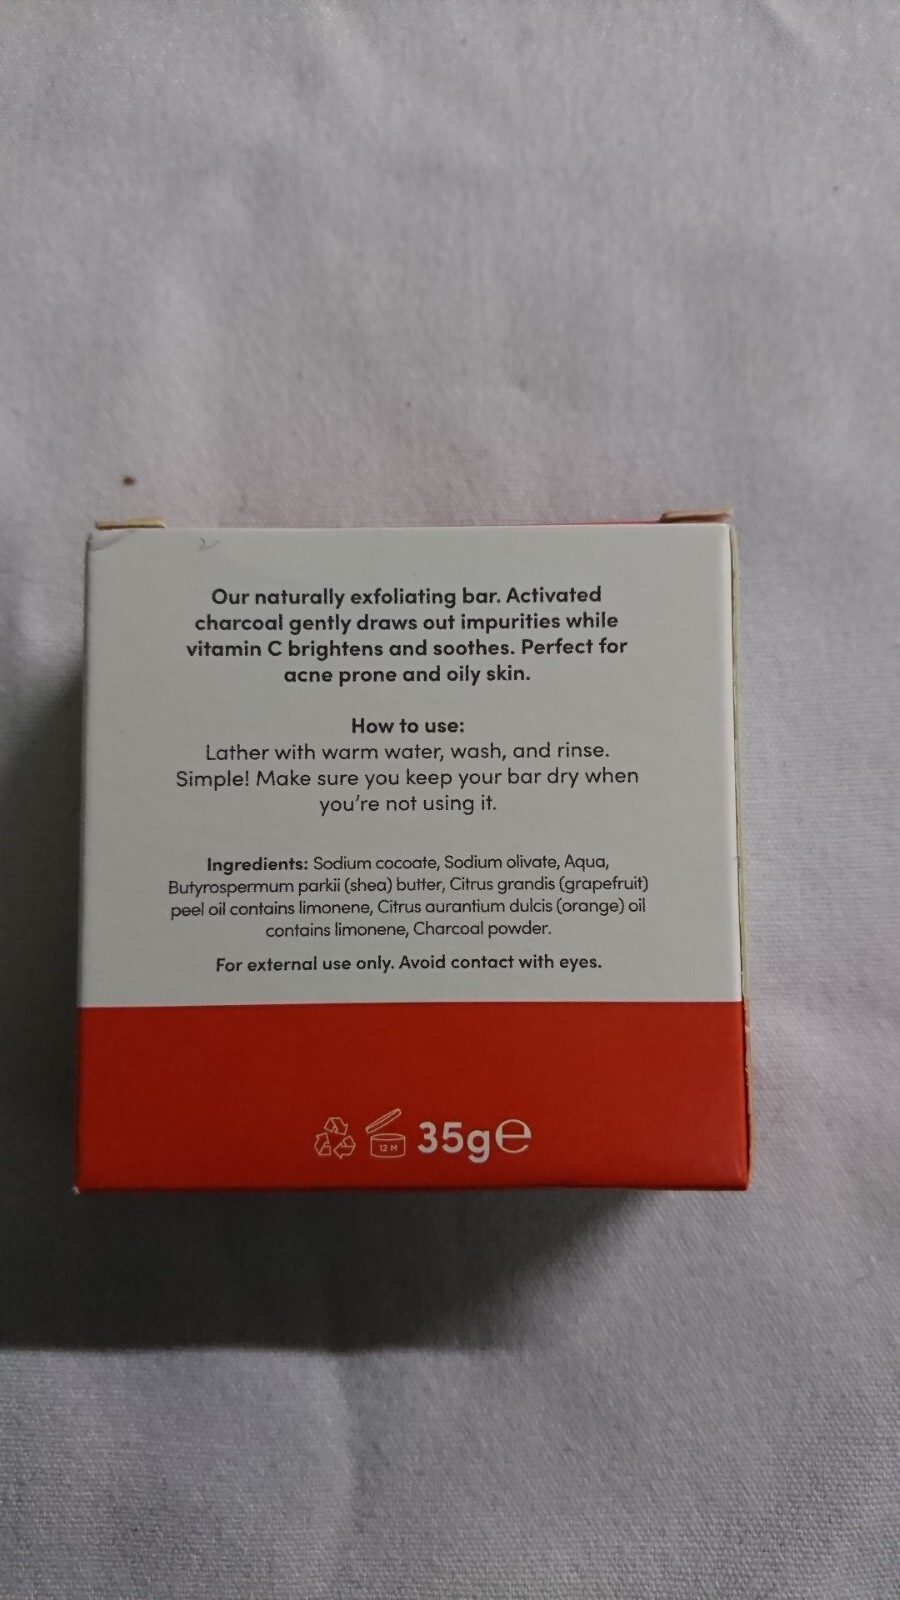 Our naturally exfoliating bar. Activated
charcoal gently draws out impurities while
vitamin C brightens and soothes. Perfect for
acne prone and oily skin.
How to use:
Lather with warm water, wash, and rinse.
Simple! Make sure you keep your bar dry when
you're not using it.
Ingredients: Sodium cocoate, Sodium olivate, Aqua,
Butyrospermum parkii (shea) butter, Citrus grandis (grapefruit)
peel oil contains limonene, Citrus aurantium dulcis (orange) oil
contains limonene, Charcoal powder.
For external use only. Avoid contact with eyes.
12 M 35g℮